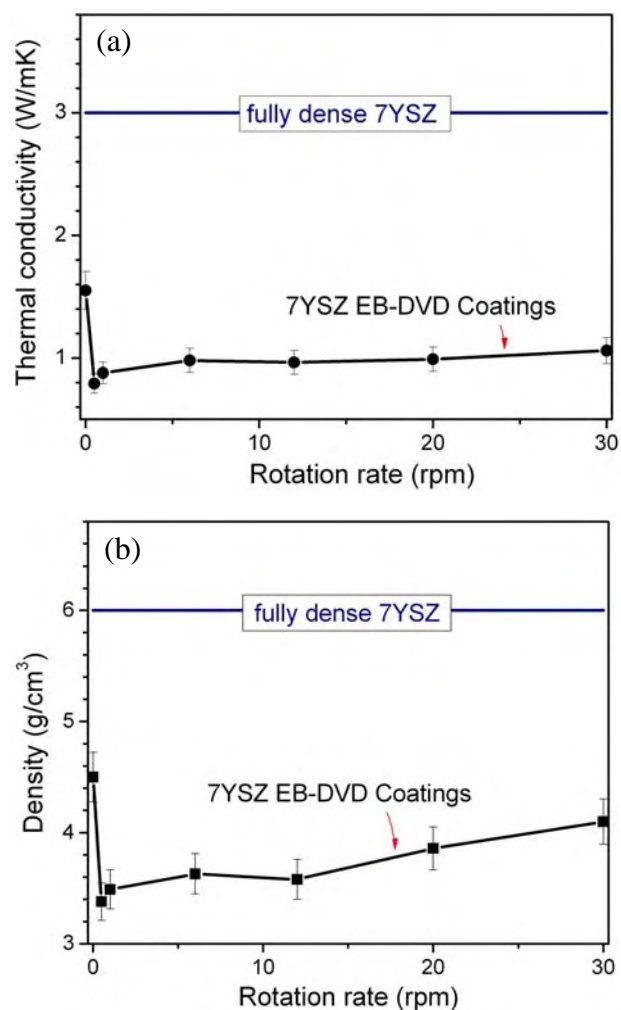 (a)
Thermal conductivity (W/mK)
3
2
1
fully dense 7YSZ
7YSZ EB-DVD Coatings
0
10
20
30
Rotation rate (rpm)
(b)
Density (g/cm³)
6
5
4
3
fully dense 7YSZ
7YSZ EB-DVD Coatings
0
10
20
30
Rotation rate (rpm)